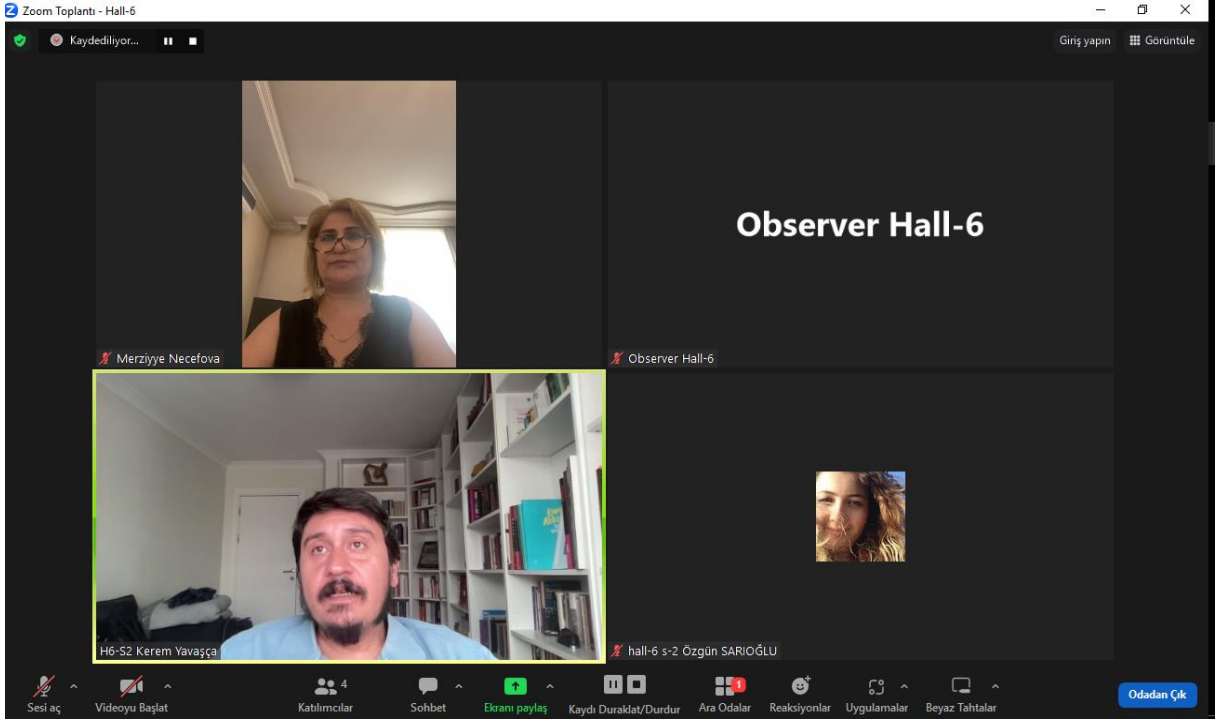 Zoom Toplantı - Hall-6
Kaydediliyor...
Giriş yapın
Görüntüle
Observer Hall-6
Merziyye Necefova
Observer Hall-6
H6-S2 Kerem Yavaşça
hall-6 s-2 Özgün SARIOĞLU
4
1
Sesi aç
Videoyu Başlat
Katılımcılar
Sohbet
Ekranı paylaş
Kaydı Duraklat/Durdur
Ara Odalar
Reaksiyonlar
Uygulamalar
Beyaz Tahtalar
Odadan Çık